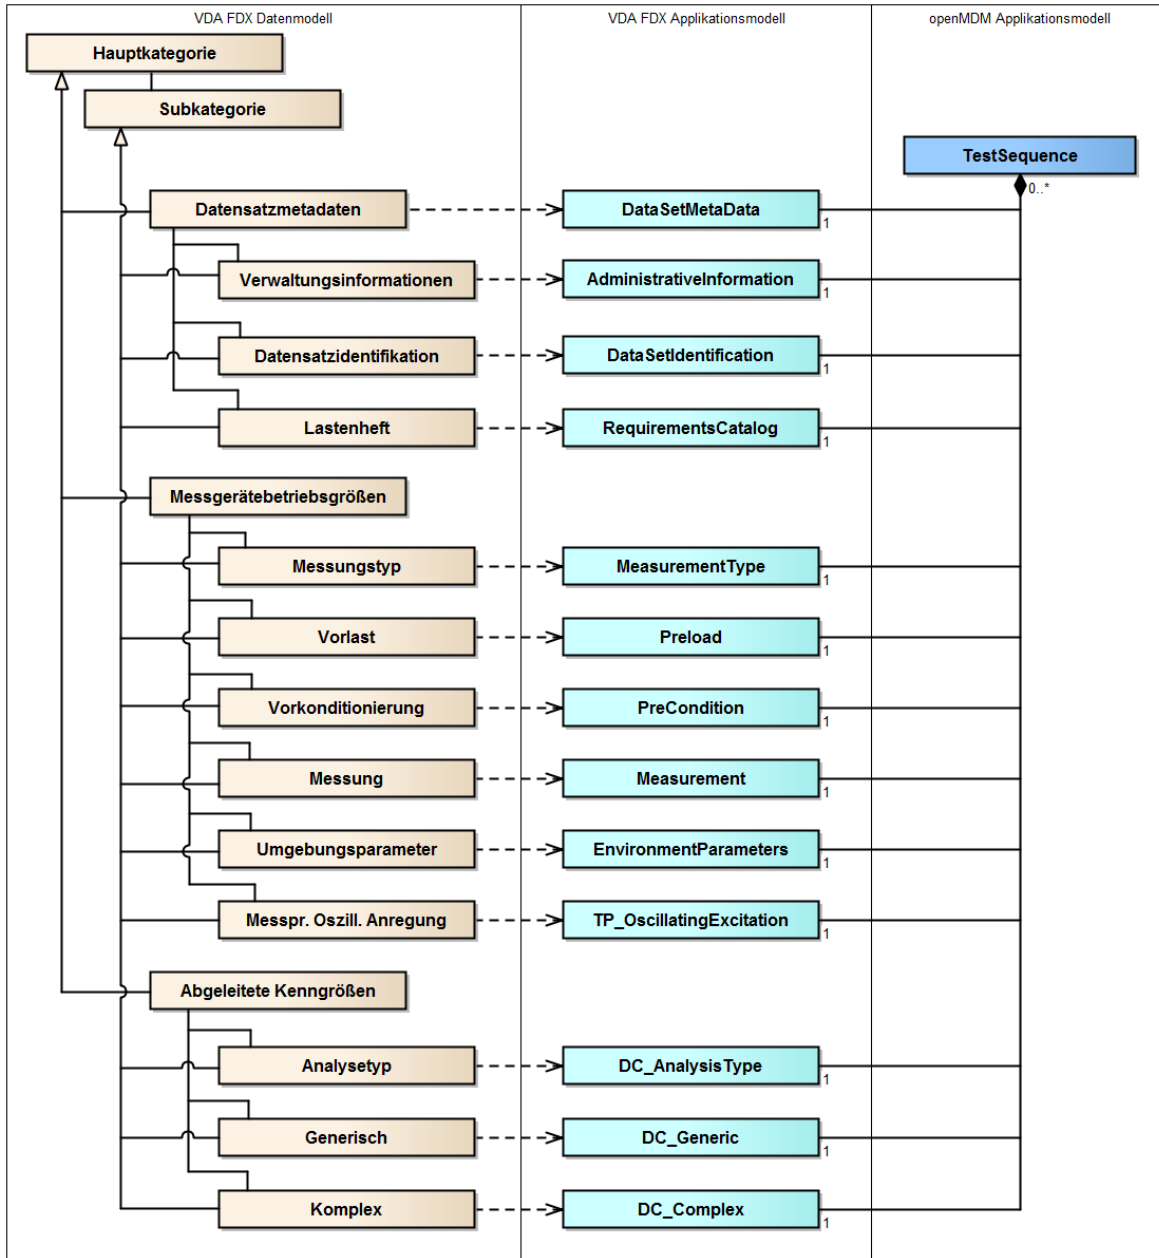 VDA FDX Datenmodell
VDA FDX Applikationsmodell
openMDM Applikationsmodell
Hauptkategorie
Subkategorie
TestSequence
0..*
Datensatzmetadaten
DataSetMetaData
1
Verwaltungsinformationen
AdministrativeInformation
1
Datensatzidentifikation
DataSetIdentification
1
Lastenheft
RequirementsCatalog
1
Messgerätebetriebsgrößen
Messungstyp
MeasurementType
1
Vorlast
Preload
1
Vorkonditionierung
PreCondition
1
Messung
Measurement
1
Umgebungsparameter
EnvironmentParameters
1
Messpr. Oszill. Anregung
TP_OscillatingExcitation
1
Abgeleitete Kenngrößen
Analysetyp
DC_AnalysisType
1
Generisch
DC_Generic
1
Komplex
DC_Complex
1